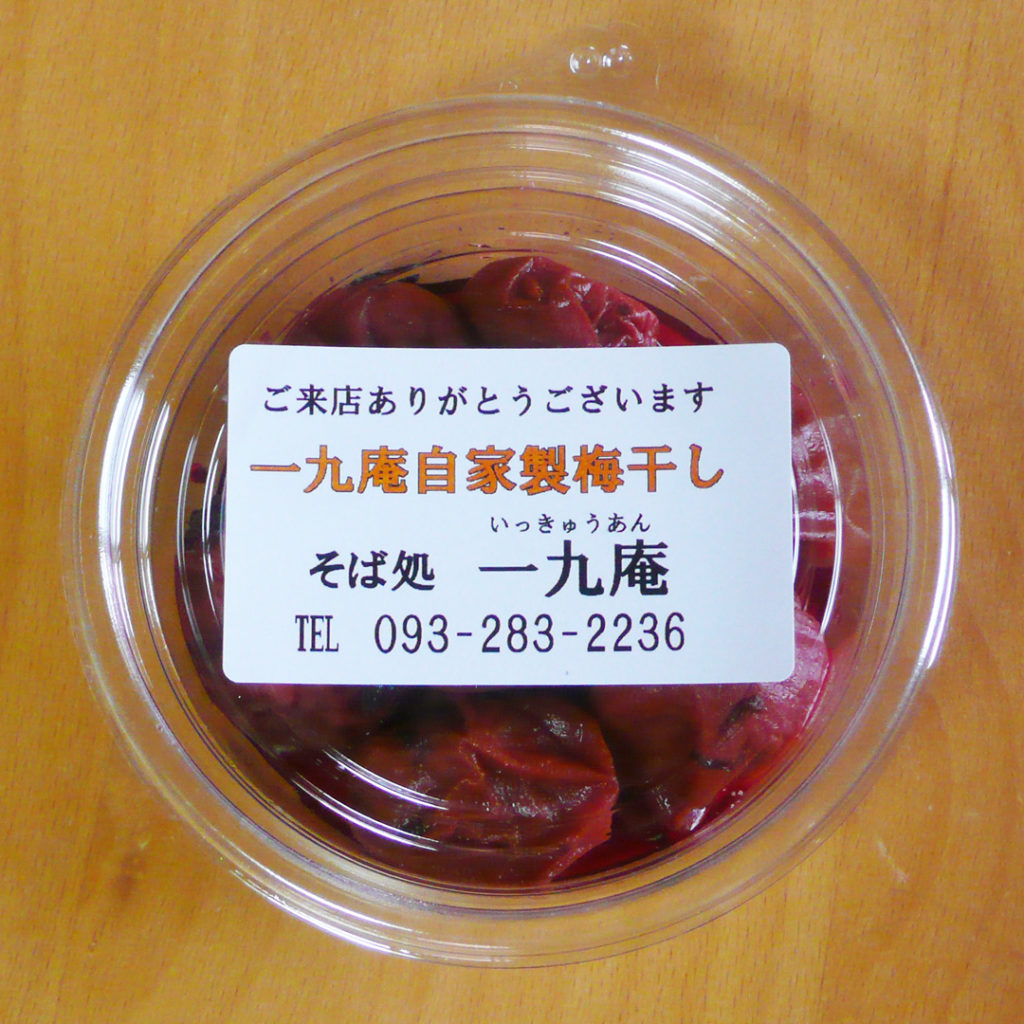 ご来店ありがとうございます
一九庵自家製梅干し
いっきゅうあん
そば処 一九庵
TEL 093-283-2236